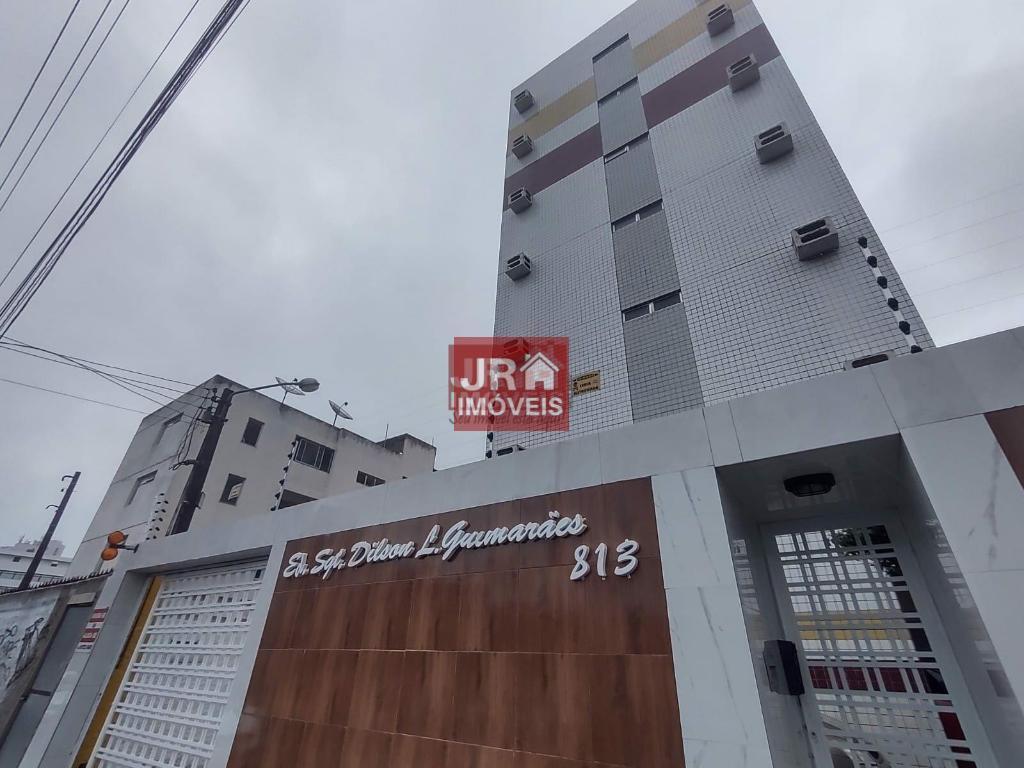 JR
IMÓVEIS
Ed. Sgt. Dilson L. Guimarães
813